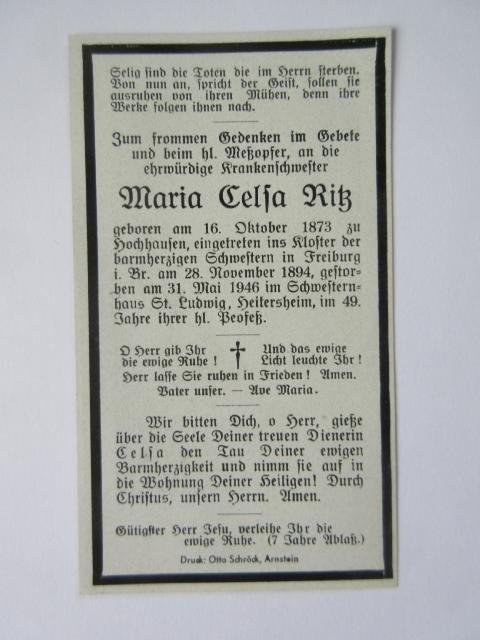 Selig sind die Toten die im Herrn sterben.
Von nun an, spricht der Geist, sollen sie
ausruhen von ihren Mühen, denn ihre
Werke folgen ihnen nach.
Zum frommen Gedenken im Gebete
und beim hl. Meßopfer, an die
ehrwürdige Krankenschwester
Maria Celsa Ritz
geboren am 16. Oktober 1873 zu
Hochhausen, eingetreten ins Kloster der
barmherzigen Schwestern in Freiburg
i. Br. am 28. November 1894, gestor-
ben am 31. Mai 1946 im Schwestern-
haus St. Ludwig, Heitersheim, im 49.
Jahre ihrer hl. Peofeß.
O Herr gib Ihr
die ewige Ruhe !
Und das ewige
Licht leuchte Ihr !
Herr lasse Sie ruhen in Frieden ! Amen.
Vater unser. — Ave Maria.
Wir bitten Dich, o Herr, gieße
über die Seele Deiner treuen Dienerin
Celsa den Tau Deiner ewigen
Barmherzigkeit und nimm sie auf in
die Wohnung Deiner Heiligen! Durch
Christus, unsern Herrn. Amen.
Gütigster Herr Jesu, verleihe Ihr die
ewige Ruhe. (7 Jahre Ablaß.)
Druck: Otto Schröck, Arnstein